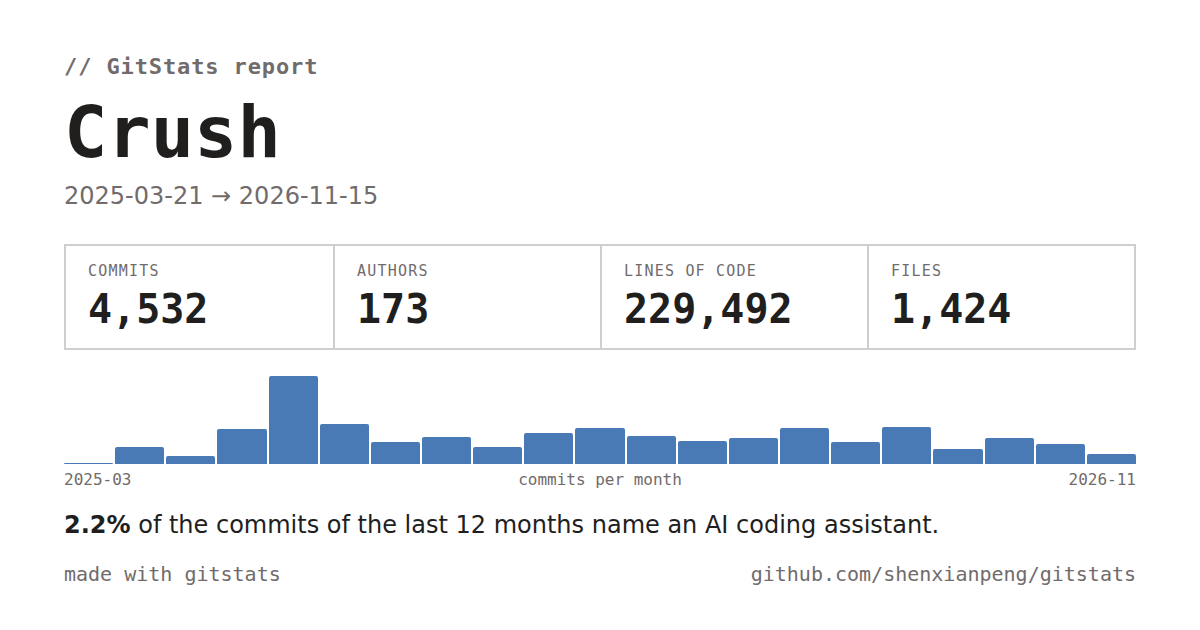 // GitStats report
Crush
2025-03-21 → 2026-11-15
COMMITS
4,532
AUTHORS
173
LINES OF CODE
229,492
FILES
1,424
2025-03
commits per month
2026-11
2.2% of the commits of the last 12 months name an AI coding assistant.
made with gitstats
github.com/shenxianpeng/gitstats